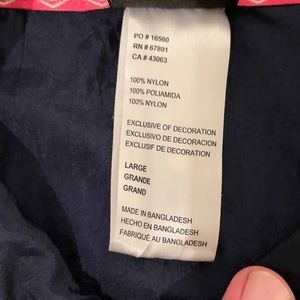 PO # 16560
RN # 67891
CA # 43063
100% NYLON
100% POLIAMIDA
100% NYLON
EXCLUSIVE OF DECORATION
EXCLUSIVO DE DECORACION
EXCLUSIF DE DECORATION
LARGE
GRANDE
GRAND
MADE IN BANGLADESH
HECHO EN BANGLADESH
FABRIQUÉ AU BANGLADESH